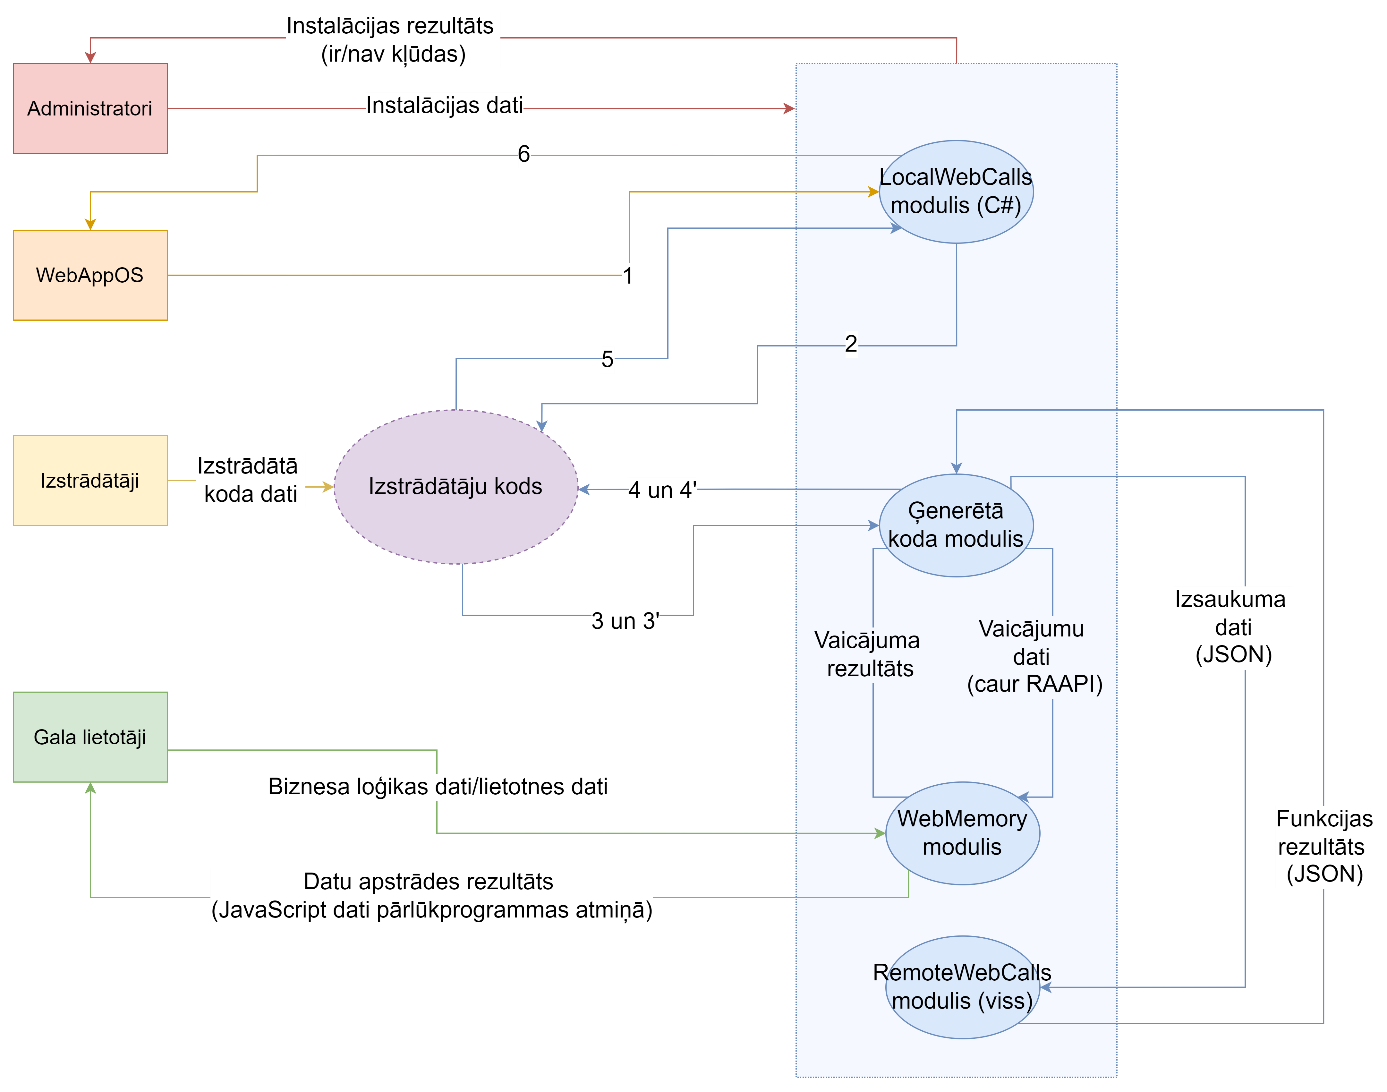 Instalācijas rezultāts
(ir/nav kļūdas)
Administratori
Instalācijas dati
6
LocalWebCalls
modulis (C#)
WebAppOS
1
2
5
Izstrādātāji
Izstrādātā
koda dati
Izstrādātāju kods
4 un 4'
Ģenerētā
koda modulis
3 un 3'
Vaicājuma
rezultāts
Vaicājumu
dati
(caur RAAPI)
Izsaukuma
dati
(JSON)
Gala lietotāji
Biznesa loģikas dati/lietotnes dati
WebMemory
modulis
Funkcijas
rezultāts
(JSON)
Datu apstrādes rezultāts
(JavaScript dati pārlūkprogrammas atmiņā)
RemoteWebCalls
modulis (viss)